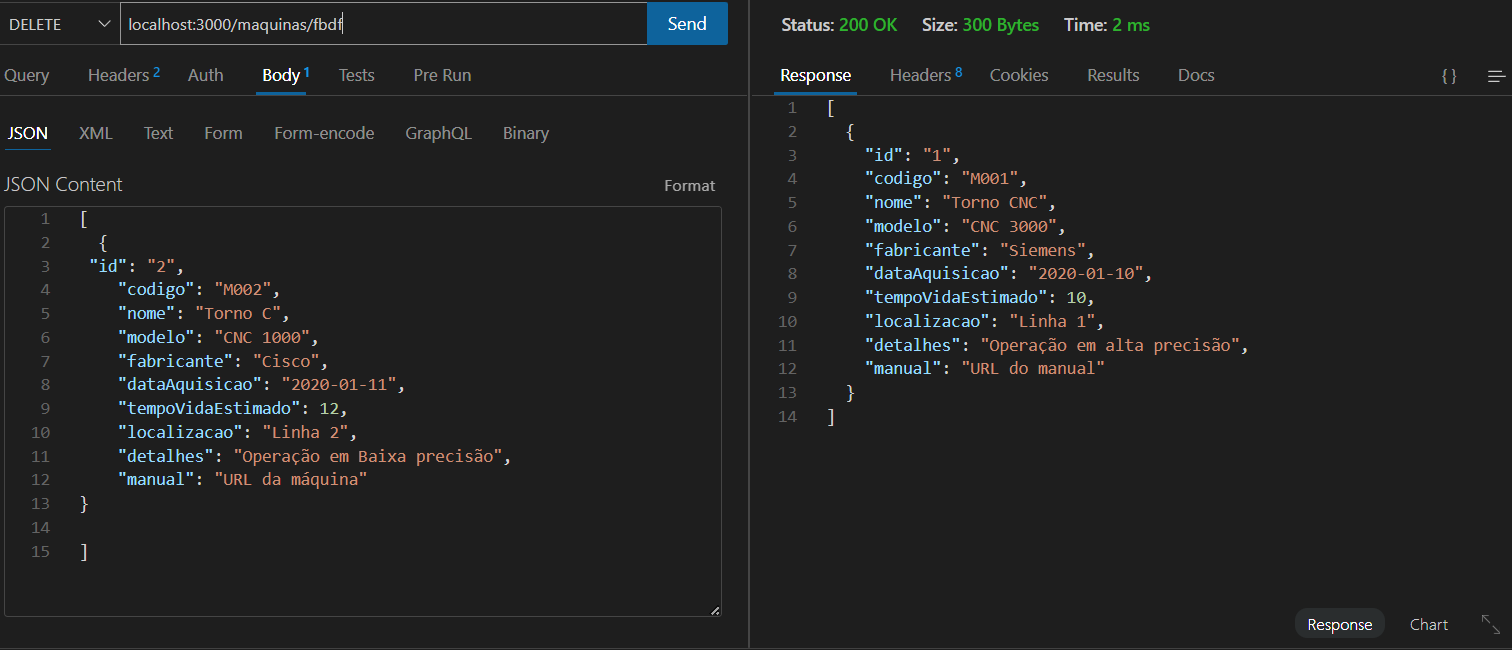 DELETE localhost:3000/maquinas/fbdf Send
Query Headers 2 Auth Body 1 Tests Pre Run
JSON XML Text Form Form-encode GraphQL Binary
JSON Content Format
1 [
2 {
3 "id": "2",
4 "codigo": "M002",
5 "nome": "Torno C",
6 "modelo": "CNC 1000",
7 "fabricante": "Cisco",
8 "dataAquisicao": "2020-01-11",
9 "tempoVidaEstimado": 12,
10 "localizacao": "Linha 2",
11 "detalhes": "Operação em Baixa precisão",
12 "manual": "URL da máquina"
13 }
14
15 ]
Status: 200 OK Size: 300 Bytes Time: 2 ms
Response Headers 8 Cookies Results Docs {}
1 [
2 {
3 "id": "1",
4 "codigo": "M001",
5 "nome": "Torno CNC",
6 "modelo": "CNC 3000",
7 "fabricante": "Siemens",
8 "dataAquisicao": "2020-01-10",
9 "tempoVidaEstimado": 10,
10 "localizacao": "Linha 1",
11 "detalhes": "Operação em alta precisão",
12 "manual": "URL do manual"
13 }
14 ]
Response Chart